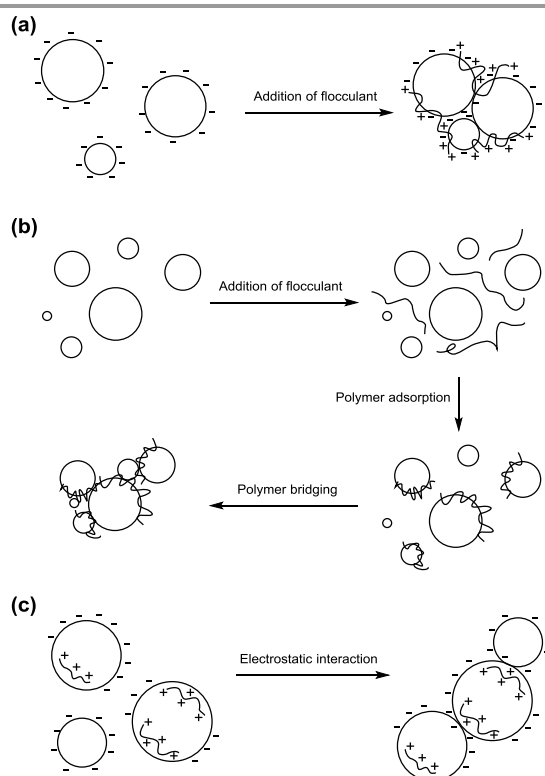 (a)
Addition of flocculant
(b)
Addition of flocculant
Polymer adsorption
Polymer bridging
(c)
Electrostatic interaction